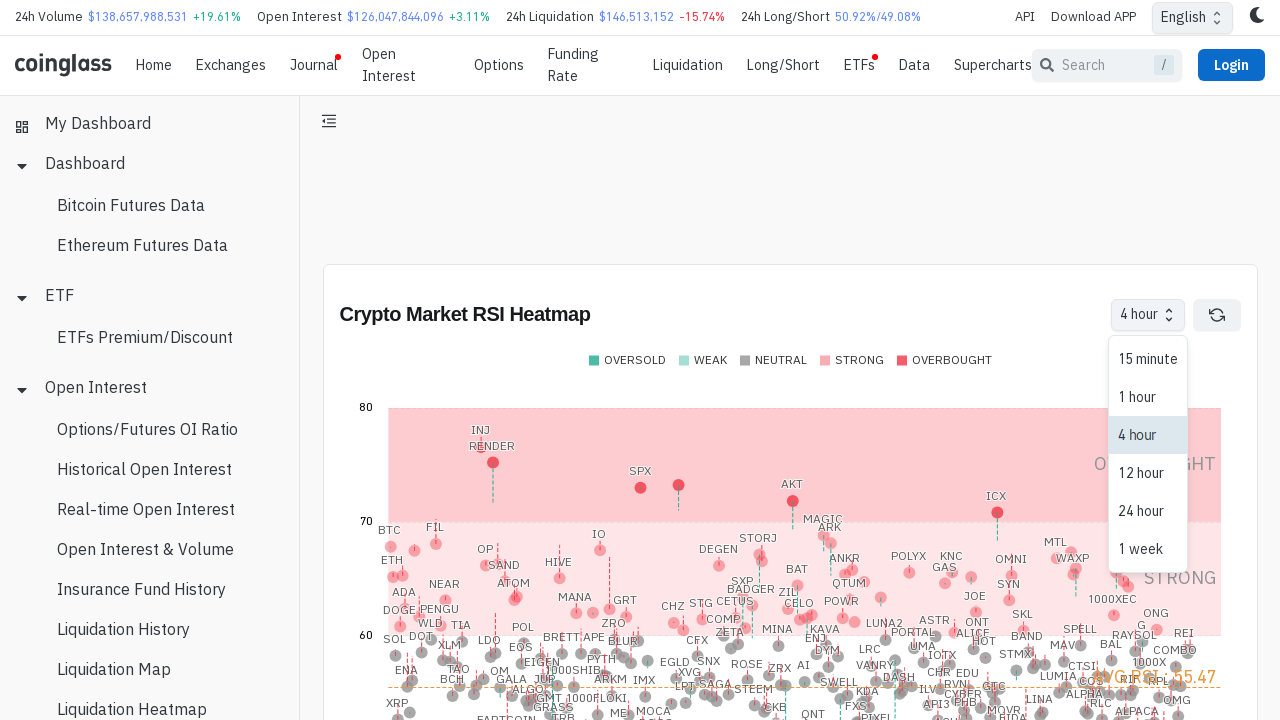 24h Volume $138,657,988,531 +19.61% Open Interest $126,047,844,096 +3.11% 24h Liquidation $146,513,152 -15.74% 24h Long/Short 50.92%/49.08% API Download APP English
coinglass Home Exchanges Journal Open Interest Options Funding Rate Liquidation Long/Short ETFs Data Supercharts Search / Login
My Dashboard
Dashboard
Bitcoin Futures Data
Ethereum Futures Data
ETF
ETFs Premium/Discount
Open Interest
Options/Futures OI Ratio
Historical Open Interest
Real-time Open Interest
Open Interest & Volume
Insurance Fund History
Liquidation History
Liquidation Map
Liquidation Heatmap
Crypto Market RSI Heatmap
4 hour
15 minute
1 hour
4 hour
12 hour
24 hour
1 week
OVERSOLD WEAK NEUTRAL STRONG OVERBOUGHT
80
INJ
RENDER
SPX
AKT
ICX
70
BTC FIL IO MAGIC ARK
ETH OP SAND HIVE DEGEN STORJ ANKR POLYX KNC GAS OMNI MTL WAXP
STRONG
ADA NEAR ATOM MANA GRT SXP BADGER BAT ZIL QTUM JOE SYN 1000XEC
DOGE PENGU WLD TIA ZRO CHZ STG COMP CETUS CELO POWR LUNA2 ASTR ONT SKL SPELL G ONG
60
SOL DOT XLM LDO POL EOS BRETT APE BLUR CFX ZETA MINA ENJ KAVA DYM LRC PORTAL UMA ALICE HOT BAND MAV BAL RAYSOL REI COMBO
ENA TAO BCH OM EIGEN 1000SHIB PYTH EGLD SNX ROSE ZRX AI VANRY IOTX CHR EDU STMX CTSI 1000X
AVG RSI : 55.47
XRP GALA ALGO JUP ARKM IMX XVG LPT SAGA STEEM SWELL KDA DASH ILV RVN CYBER GTC LUMIA ALPHA
GMT GRASS 1000FLOKI ME MOCA QNT FXS PIXEL API3 PHB LINA RLC ALPACA OMG